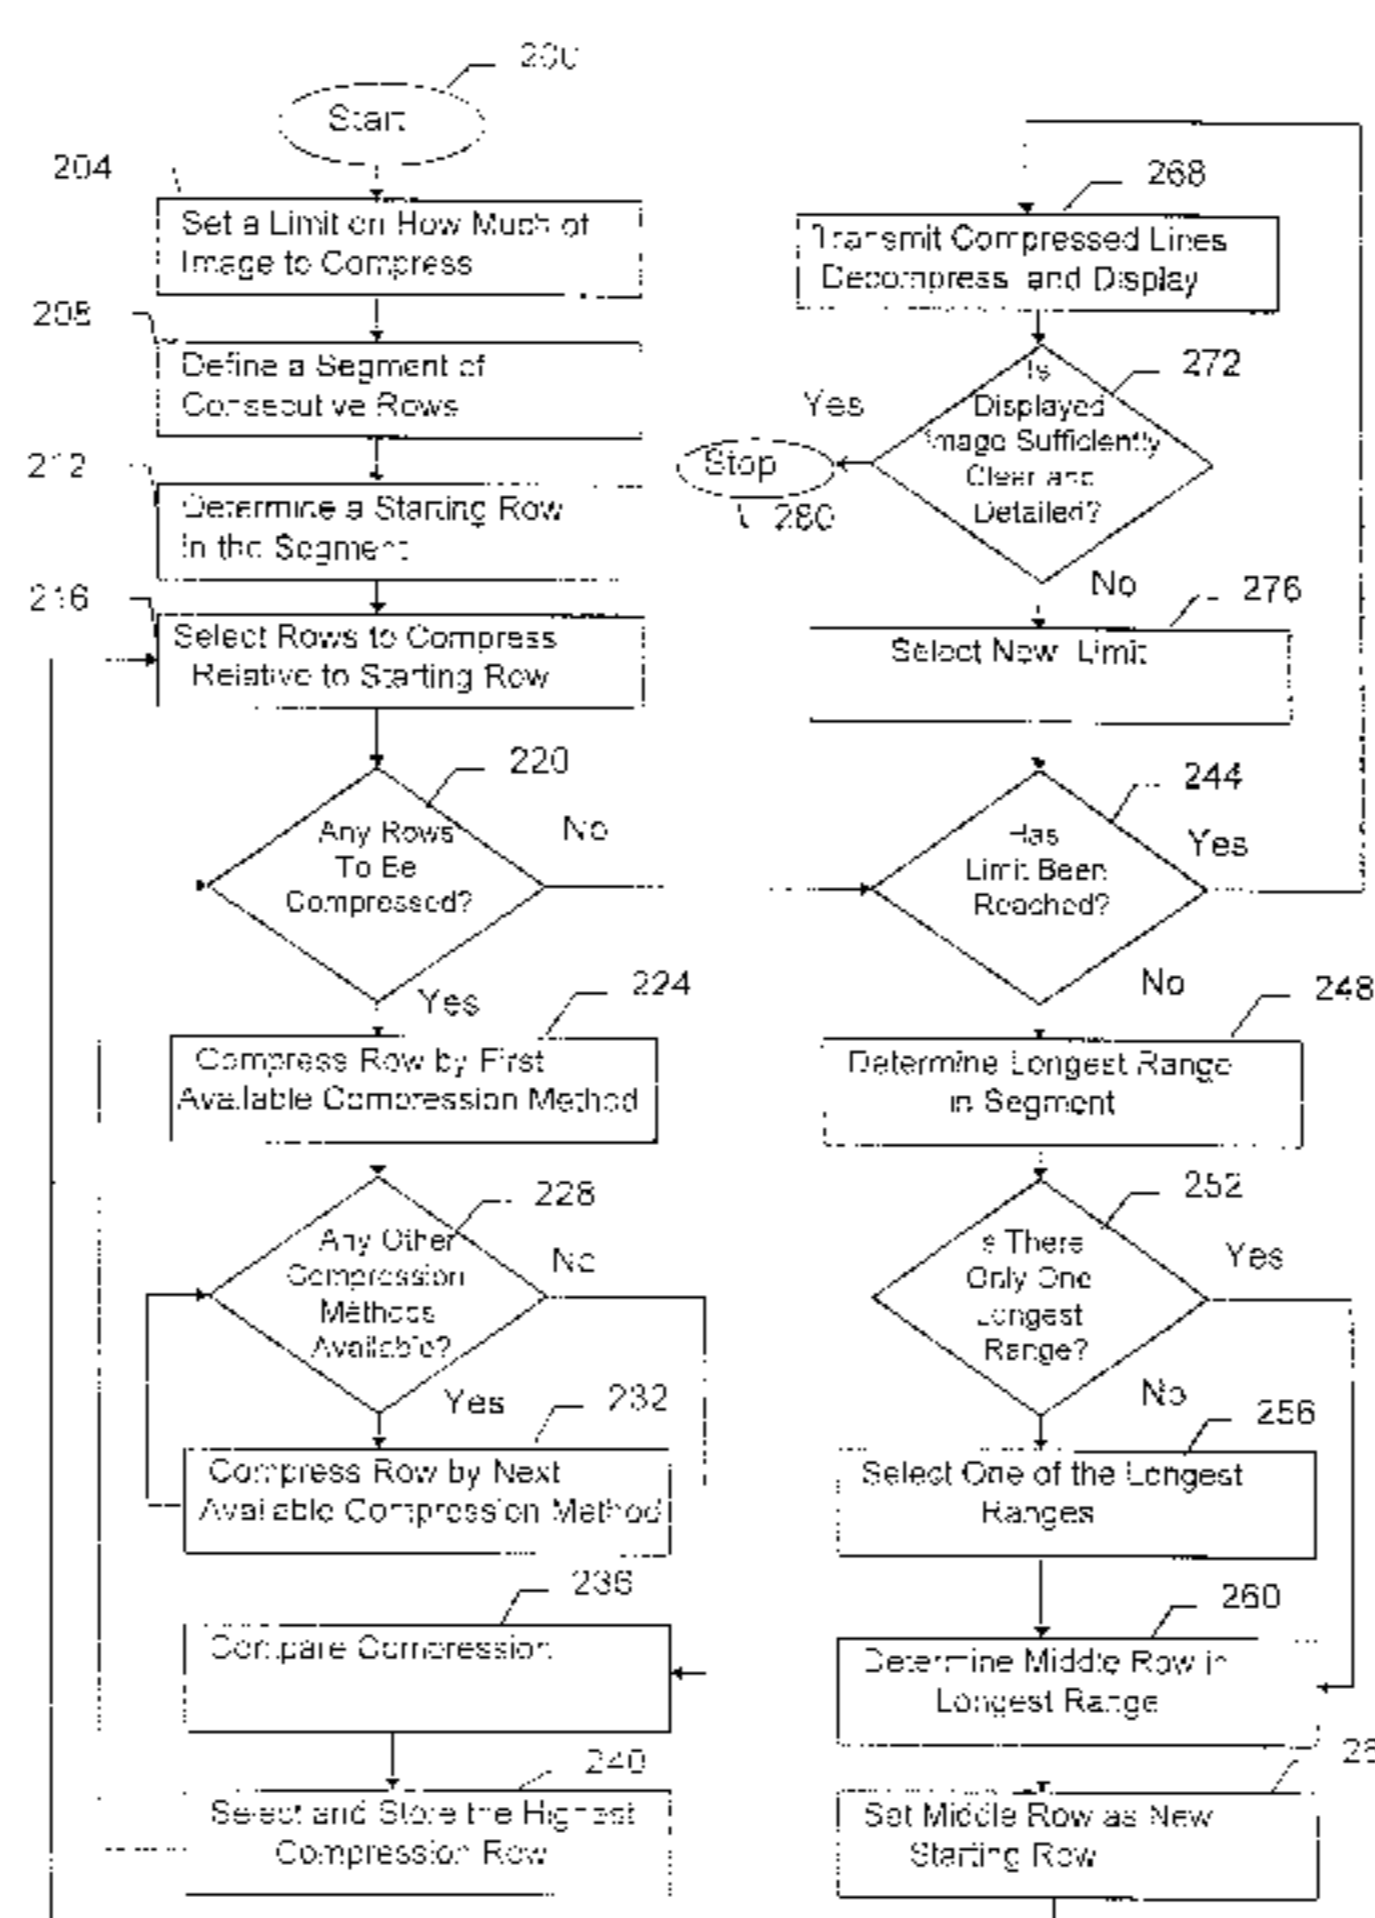 200
Start
204
Set a Limit on How Much of
Image to Compress
208
Define a Segment of
Consecutive Rows
212
Determine a Starting Row
in the Segment
216
Select Rows to Compress
Relative to Starting Row
220
Any Rows
To Be
Compressed?
No
Yes
224
Compress Row by First
Available Compression Method
228
Any Other
Compression
Methods
Available?
No
Yes
232
Compress Row by Next
Available Compression Method
236
Compare Compression
240
Select and Store the Highest
Compression Row
268
Transmit Compressed Lines
Decompress and Display
272
Is
Displayed
Image Sufficiently
Clear and
Detailed?
Yes
Stop
280
No
276
Select New Limit
244
Has
Limit Been
Reached?
Yes
No
248
Determine Longest Range
in Segment
252
Is There
Only One
Longest
Range?
Yes
No
256
Select One of the Longest
Ranges
260
Determine Middle Row in
Longest Range
Set Middle Row as New
Starting Row